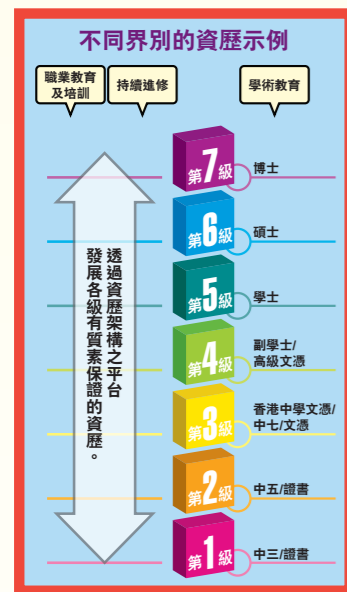 不同界別的資歷示例
職業教育
及培訓
持續進修
學術教育
第7級
博士
第6級
碩士
第5級
學士
第4級
副學士/
高級文憑
第3級
香港中學文憑/
中七/文憑
第2級
中五/證書
第1級
中三/證書
透過資歷架構之平台
發展各級有質素保證的資歷。